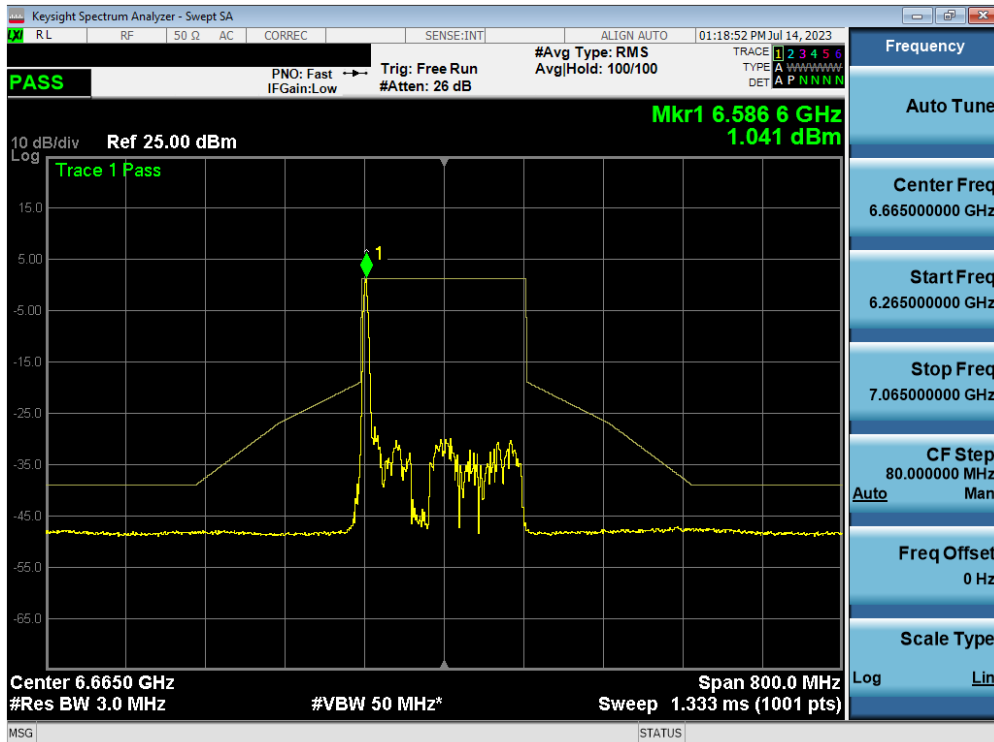 Keysight Spectrum Analyzer - Swept SA
LXI RL RF 50 Ω AC CORREC SENSE:INT ALIGN AUTO 01:18:52 PM Jul 14, 2023
PASS
PNO: Fast
IFGain:Low
Trig: Free Run
#Atten: 26 dB
#Avg Type: RMS
Avg|Hold: 100/100
TRACE 1 2 3 4 5 6
TYPE A W W W W W
DET A P N N N N
Mkr1 6.586 6 GHz
1.041 dBm
10 dB/div Ref 25.00 dBm
Log
Trace 1 Pass
1
15.0
5.00
-5.00
-15.0
-25.0
-35.0
-45.0
-55.0
-65.0
Center 6.6650 GHz Span 800.0 MHz
#Res BW 3.0 MHz #VBW 50 MHz* Sweep 1.333 ms (1001 pts)
MSG STATUS
Frequency
Auto Tune
Center Freq
6.665000000 GHz
Start Freq
6.265000000 GHz
Stop Freq
7.065000000 GHz
CF Step
80.000000 MHz
Auto Man
Freq Offset
0 Hz
Scale Type
Log Lin